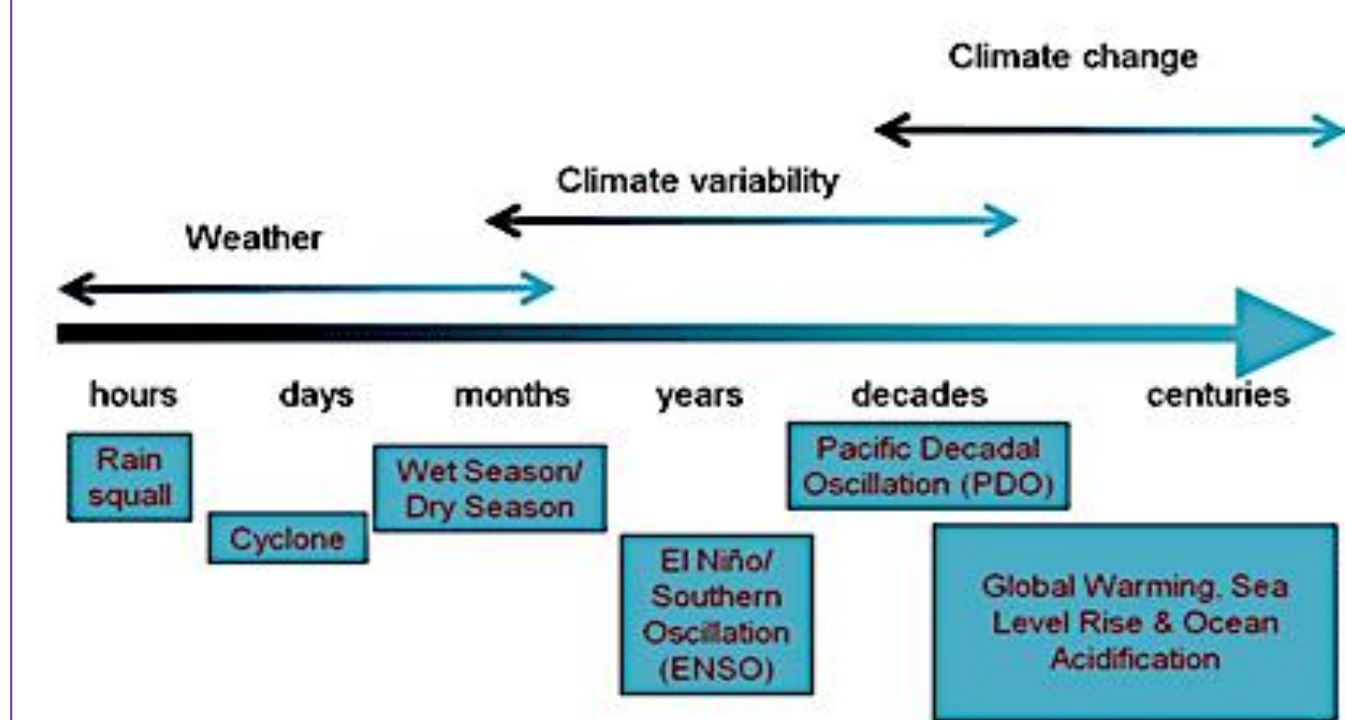 Climate change
Climate variability
Weather
hours days months years decades centuries
Rain
squall
Cyclone
Wet Season/
Dry Season
El Niño/
Southern
Oscillation
(ENSO)
Pacific Decadal
Oscillation (PDO)
Global Warming, Sea
Level Rise & Ocean
Acidification